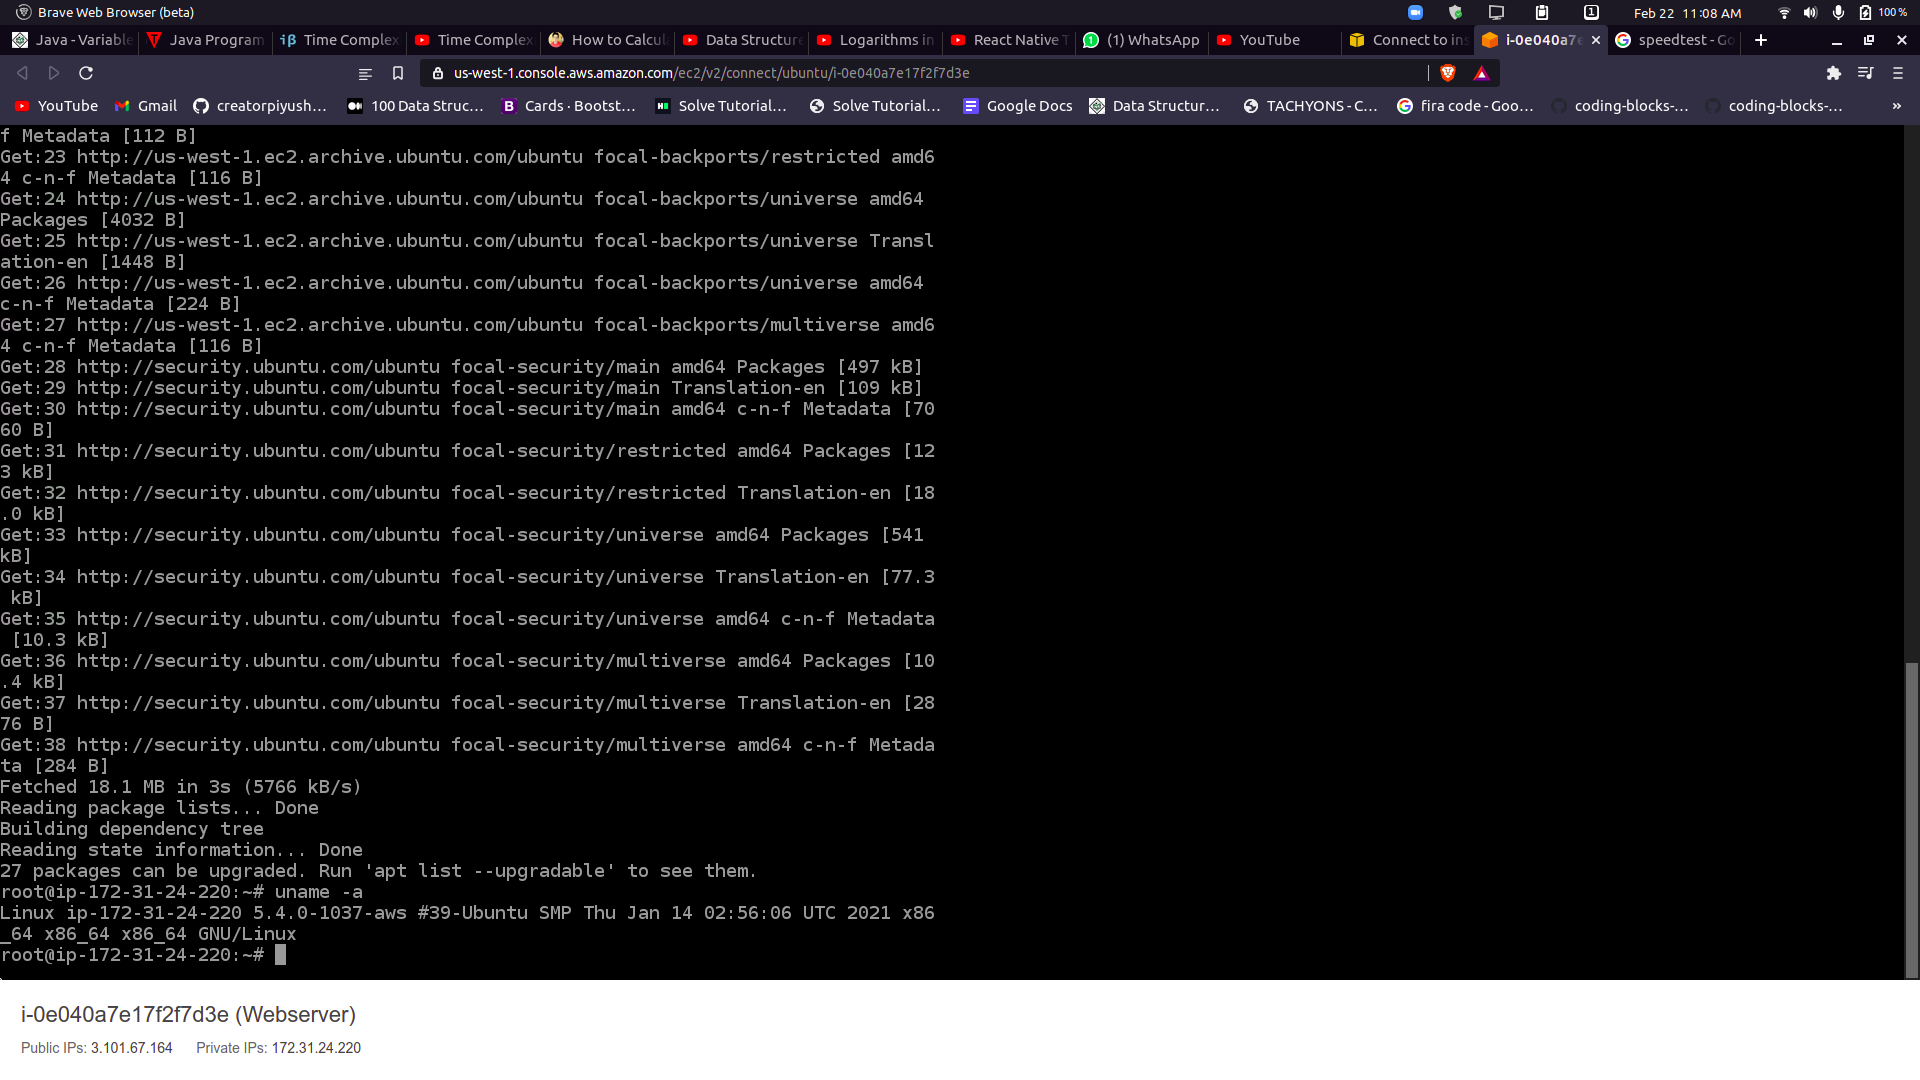 Brave Web Browser (beta)
1
Feb 22 11:08 AM
100 %
Java - Variable
Java Program
Time Complex
Time Complex
How to Calcul
Data Structure
Logarithms in
React Native T
(1) WhatsApp
YouTube
Connect to ins
i-0e040a7e
speedtest - Go
us-west-1.console.aws.amazon.com/ec2/v2/connect/ubuntu/i-0e040a7e17f2f7d3e
YouTube
Gmail
creatorpiyush...
100 Data Struc...
Cards · Bootst...
Solve Tutorial...
Solve Tutorial...
Google Docs
Data Structur...
TACHYONS - C...
fira code - Goo...
coding-blocks-...
coding-blocks-...
»
f Metadata [112 B]
Get:23 http://us-west-1.ec2.archive.ubuntu.com/ubuntu focal-backports/restricted amd6
4 c-n-f Metadata [116 B]
Get:24 http://us-west-1.ec2.archive.ubuntu.com/ubuntu focal-backports/universe amd64
Packages [4032 B]
Get:25 http://us-west-1.ec2.archive.ubuntu.com/ubuntu focal-backports/universe Transl
ation-en [1448 B]
Get:26 http://us-west-1.ec2.archive.ubuntu.com/ubuntu focal-backports/universe amd64
c-n-f Metadata [224 B]
Get:27 http://us-west-1.ec2.archive.ubuntu.com/ubuntu focal-backports/multiverse amd6
4 c-n-f Metadata [116 B]
Get:28 http://security.ubuntu.com/ubuntu focal-security/main amd64 Packages [497 kB]
Get:29 http://security.ubuntu.com/ubuntu focal-security/main Translation-en [109 kB]
Get:30 http://security.ubuntu.com/ubuntu focal-security/main amd64 c-n-f Metadata [70
60 B]
Get:31 http://security.ubuntu.com/ubuntu focal-security/restricted amd64 Packages [12
3 kB]
Get:32 http://security.ubuntu.com/ubuntu focal-security/restricted Translation-en [18
.0 kB]
Get:33 http://security.ubuntu.com/ubuntu focal-security/universe amd64 Packages [541
kB]
Get:34 http://security.ubuntu.com/ubuntu focal-security/universe Translation-en [77.3
kB]
Get:35 http://security.ubuntu.com/ubuntu focal-security/universe amd64 c-n-f Metadata
[10.3 kB]
Get:36 http://security.ubuntu.com/ubuntu focal-security/multiverse amd64 Packages [10
.4 kB]
Get:37 http://security.ubuntu.com/ubuntu focal-security/multiverse Translation-en [28
76 B]
Get:38 http://security.ubuntu.com/ubuntu focal-security/multiverse amd64 c-n-f Metada
ta [284 B]
Fetched 18.1 MB in 3s (5766 kB/s)
Reading package lists... Done
Building dependency tree
Reading state information... Done
27 packages can be upgraded. Run 'apt list --upgradable' to see them.
root@ip-172-31-24-220:~# uname -a
Linux ip-172-31-24-220 5.4.0-1037-aws #39-Ubuntu SMP Thu Jan 14 02:56:06 UTC 2021 x86
_64 x86_64 x86_64 GNU/Linux
root@ip-172-31-24-220:~#
i-0e040a7e17f2f7d3e (Webserver)
Public IPs: 3.101.67.164 Private IPs: 172.31.24.220